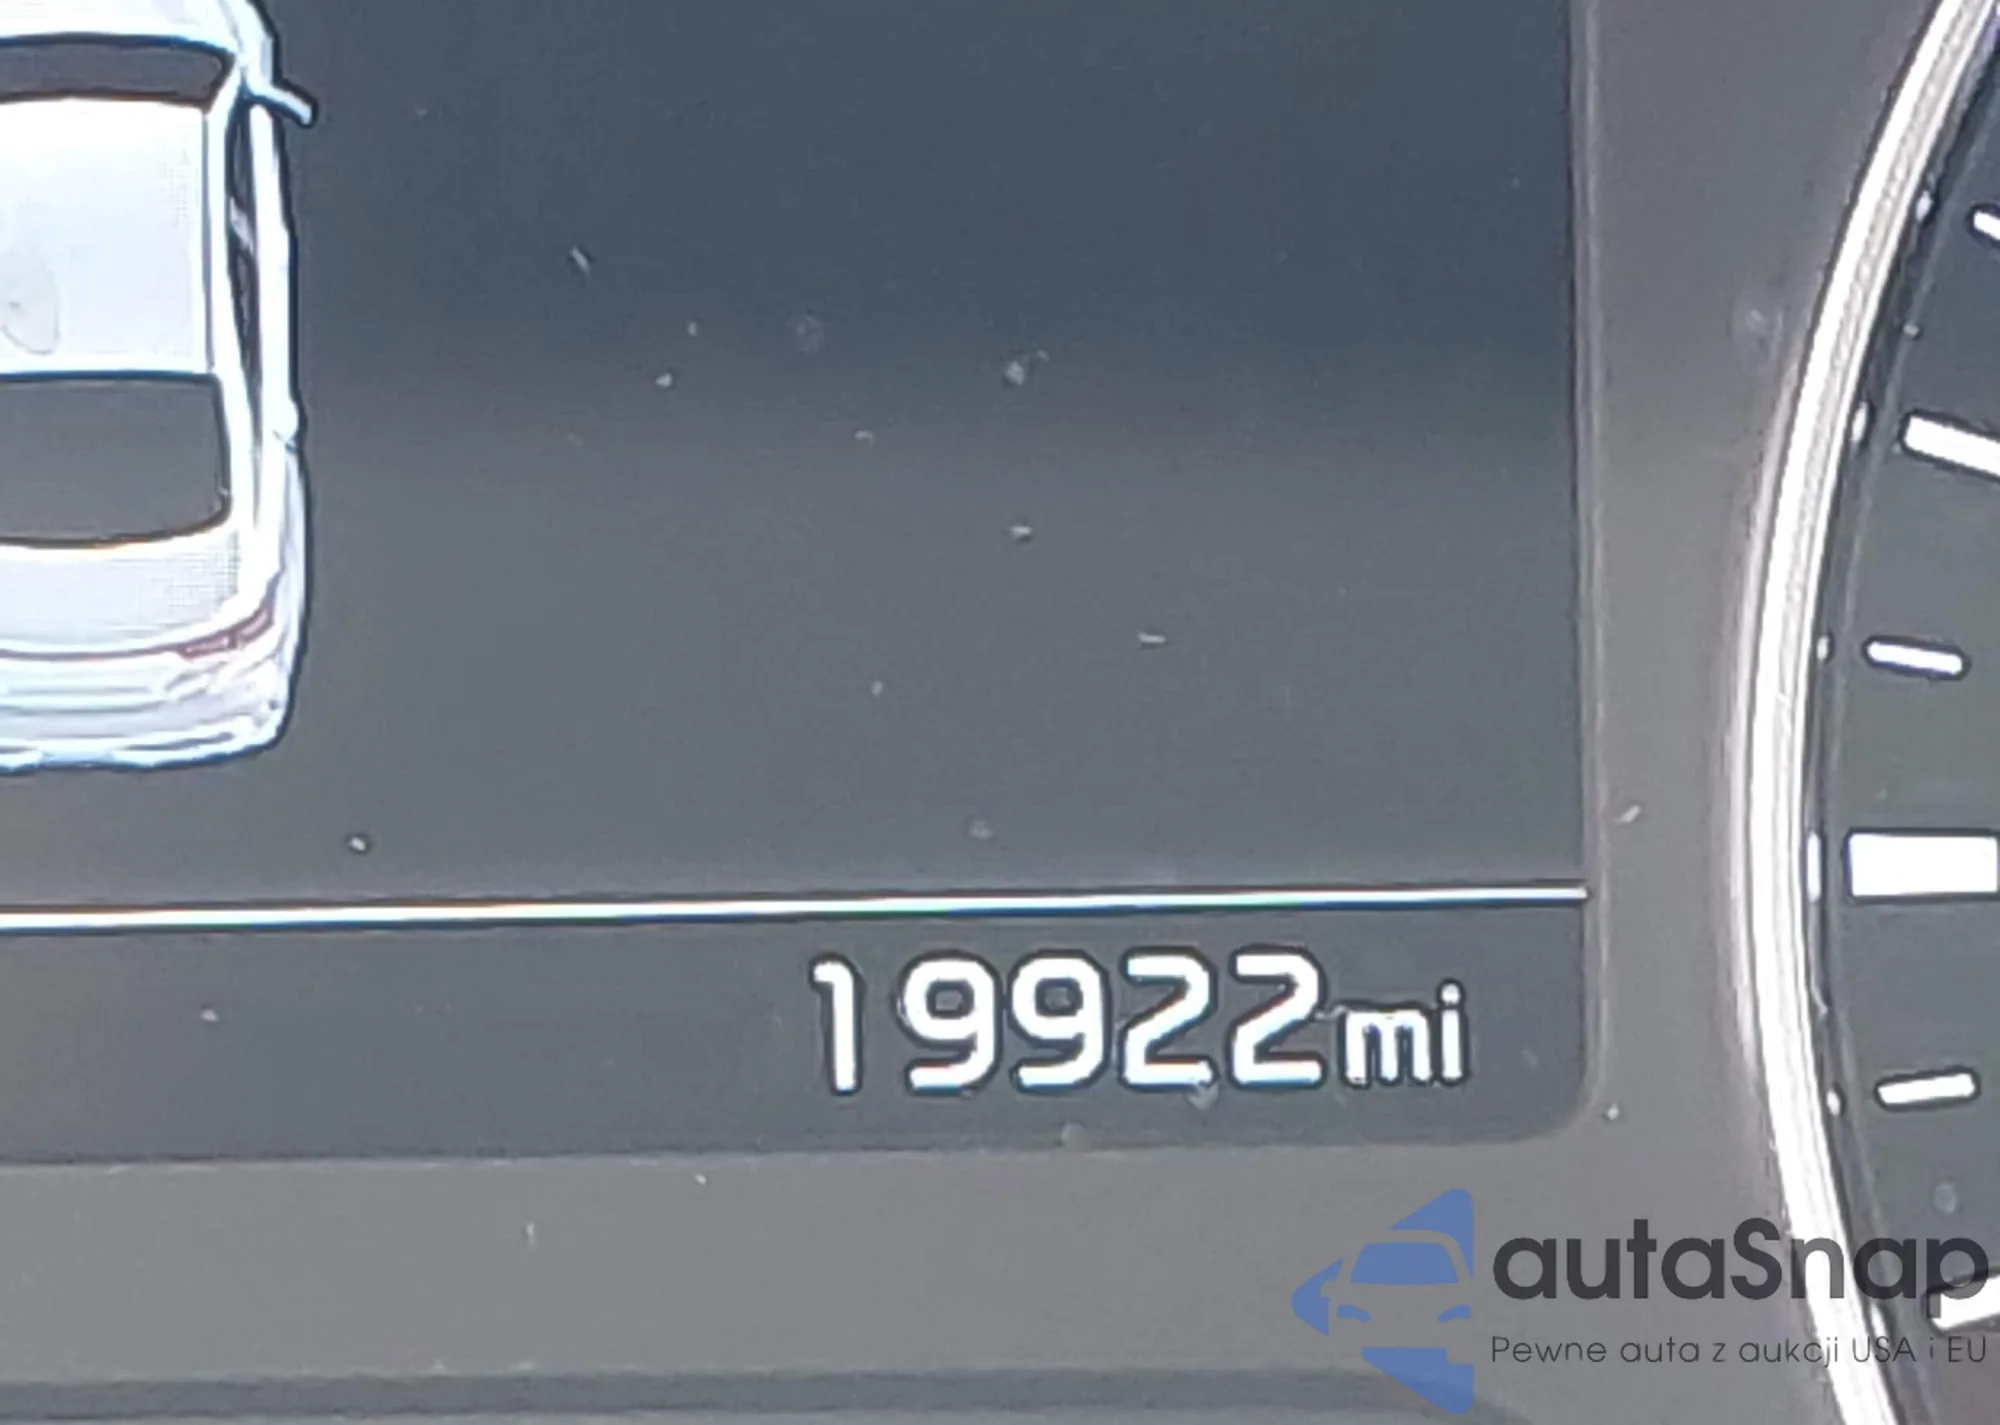 19922mi
autaSnap
Pewne auta z aukcji USA i EU